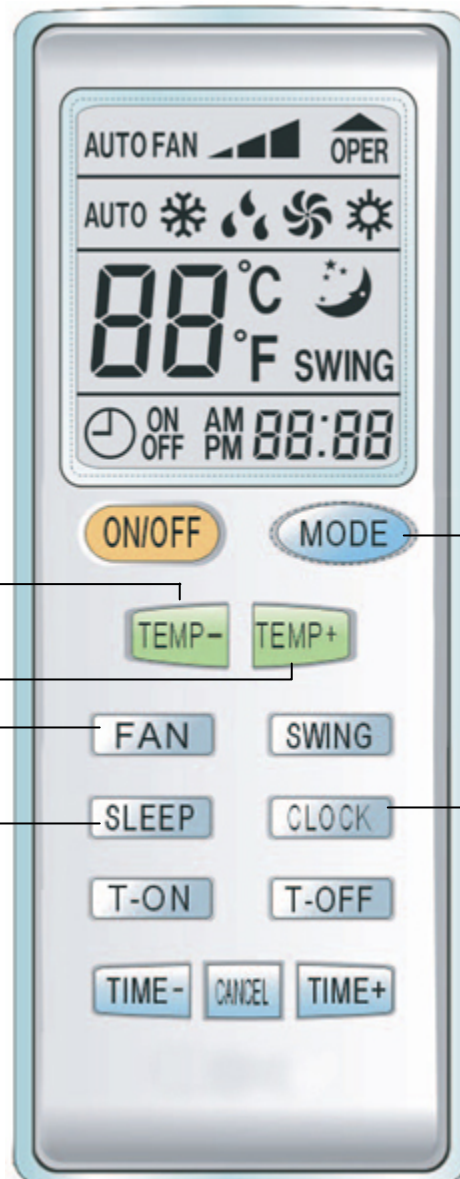 AUTO FAN OPER
AUTO
88 °C
°F SWING
ON AM 88:88
OFF PM
ON/OFF MODE
TEMP- TEMP+
FAN SWING
SLEEP CLOCK
T-ON T-OFF
TIME- CANCEL TIME+